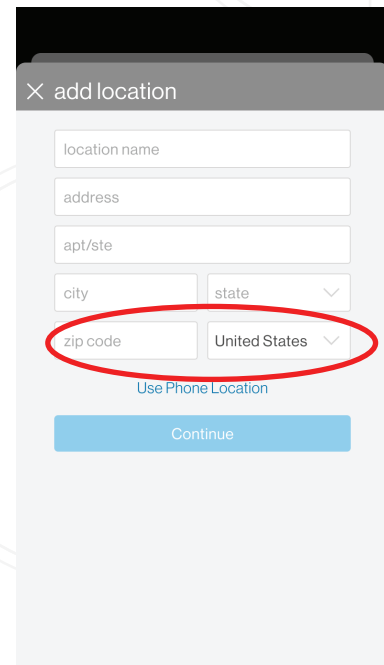 add location
location name
address
apt/ste
city state
zip code United States
Use Phone Location
Continue